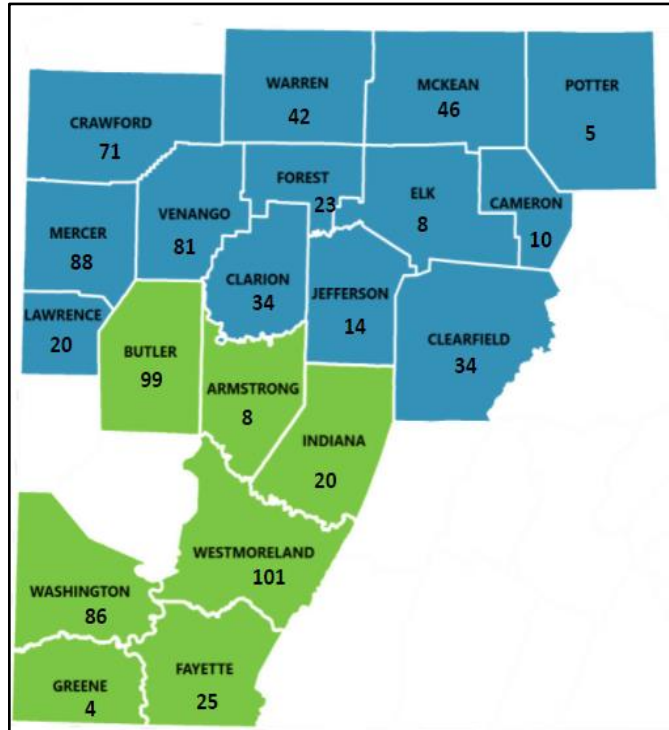 WARREN
42
MCKEAN
46
POTTER
5
CRAWFORD
71
FOREST
23
ELK
8
CAMERON
10
VENANGO
81
MERCER
88
CLARION
34
JEFFERSON
14
LAWRENCE
20
CLEARFIELD
34
BUTLER
99
ARMSTRONG
8
INDIANA
20
WESTMORELAND
101
WASHINGTON
86
FAYETTE
25
GREENE
4